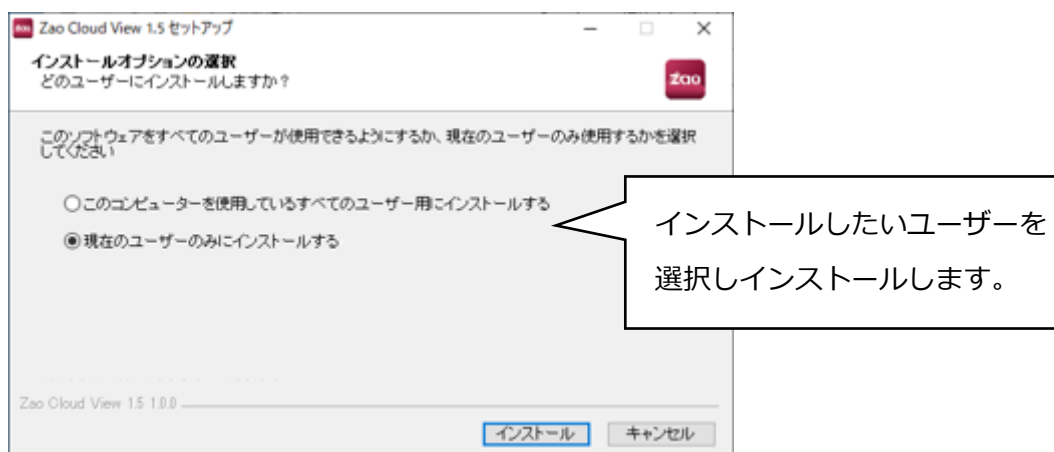 Zao Cloud View 1.5 セットアップ
インストールオプションの選択
どのユーザーにインストールしますか？
zao
このソフトウェアをすべてのユーザーが使用できるようにするか、現在のユーザーのみ使用するかを選択
してください
このコンピューターを使用しているすべてのユーザー用にインストールする
現在のユーザーのみにインストールする
インストールしたいユーザーを
選択しインストールします。
Zao Cloud View 1.5 1.0.0
インストール キャンセル